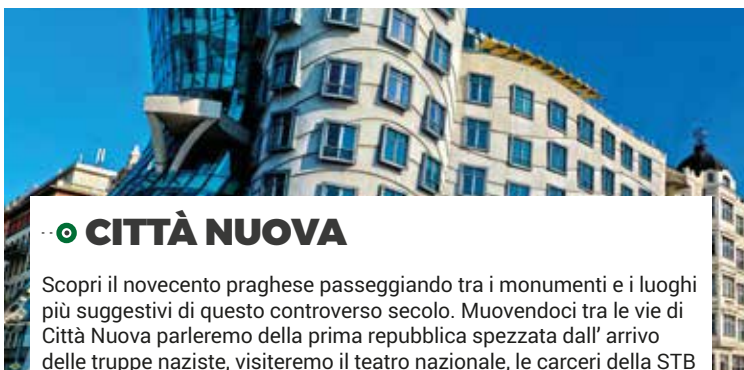 CITTÀ NUOVA
Scopri il novecento praghese passeggiando tra i monumenti e i luoghi
più suggestivi di questo controverso secolo. Muovendoci tra le vie di
Città Nuova parleremo della prima repubblica spezzata dall’ arrivo
delle truppe naziste, visiteremo il teatro nazionale, le carceri della STB